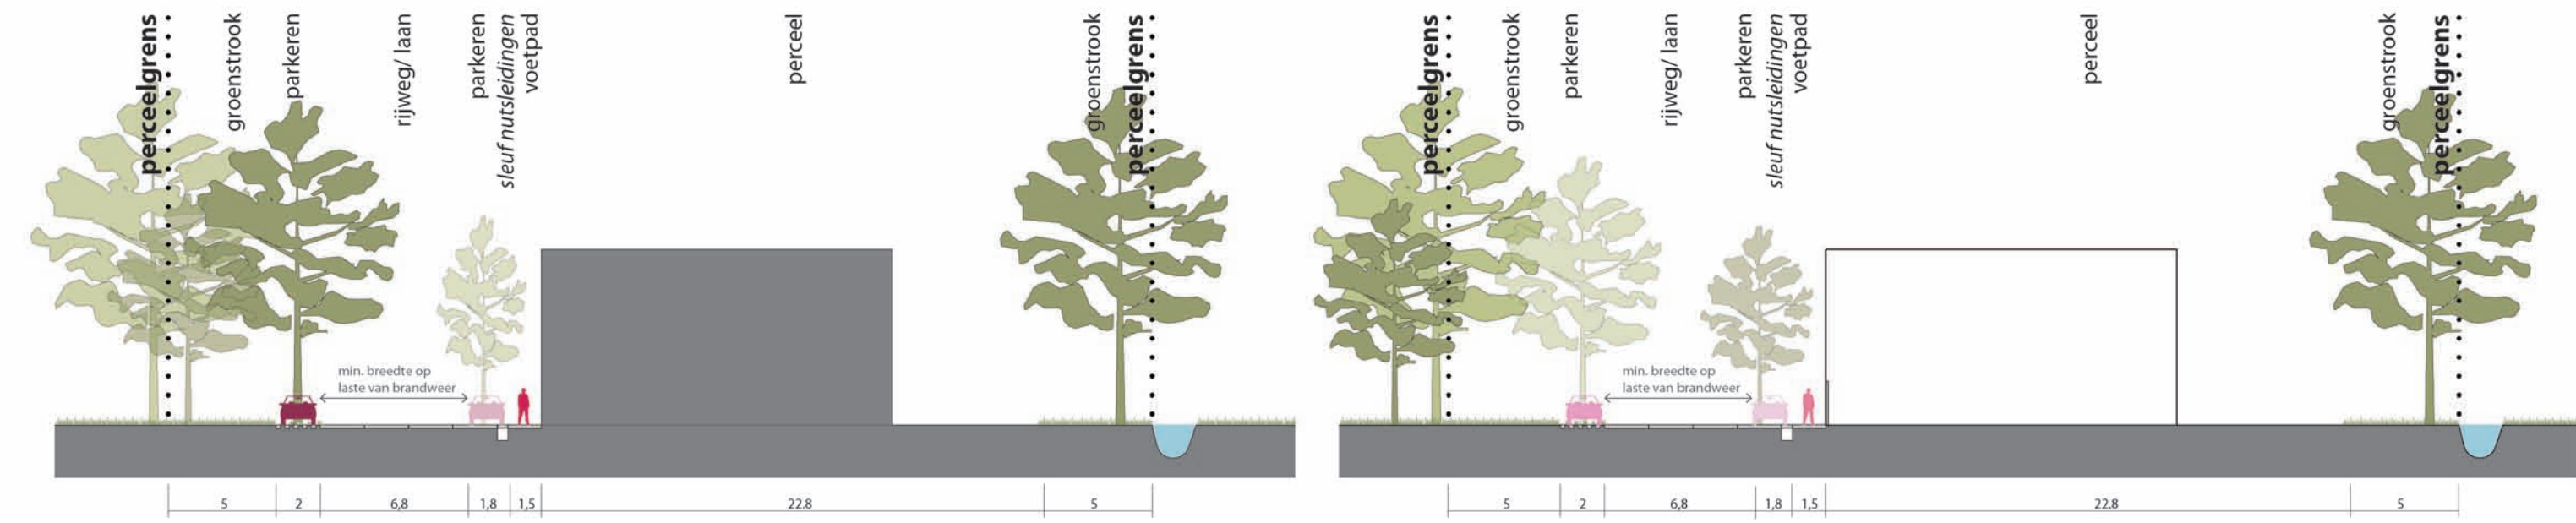 perceelgrens
groenstrook
parkeren
rijweg/ laan
parkeren
sleuf nutsleidingen
voetpad
perceel
groenstrook
perceelgrens
min. breedte op
laste van brandweer
5 2 6,8 1,8 1,5 22.8 5
perceelgrens
groenstrook
parkeren
rijweg/ laan
parkeren
sleuf nutsleidingen
voetpad
perceel
groenstrook
perceelgrens
min. breedte op
laste van brandweer
5 2 6,8 1,8 1,5 22.8 5